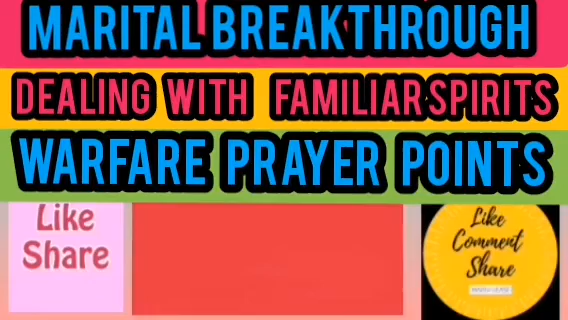 MARITAL BREAKTHROUGH
DEALING WITH FAMILIAR SPIRITS
WARFARE PRAYER POINTS
Like
Share
Like
Comment
Share